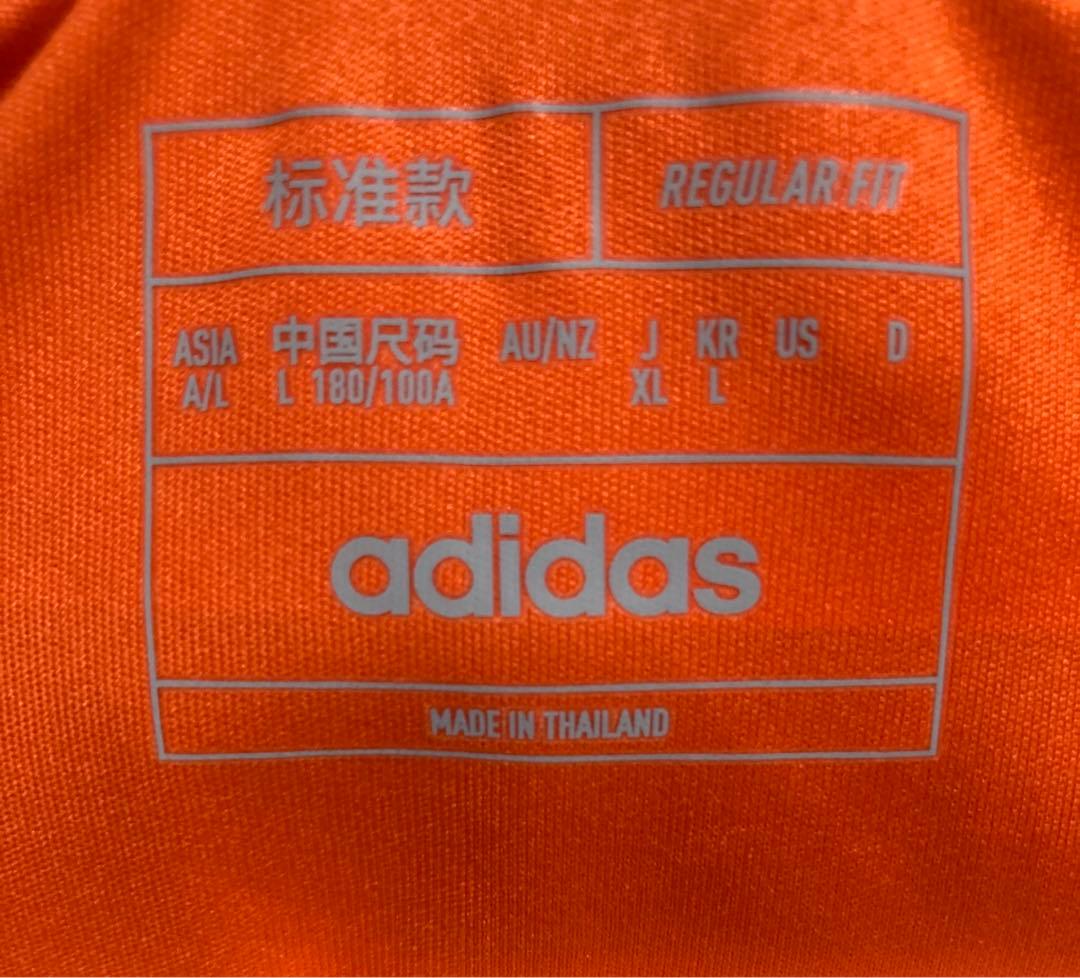 标准款 REGULAR FIT
ASIA 中国尺码 AU/NZ J KR US D
A/L L 180/100A XL L
adidas
MADE IN THAILAND